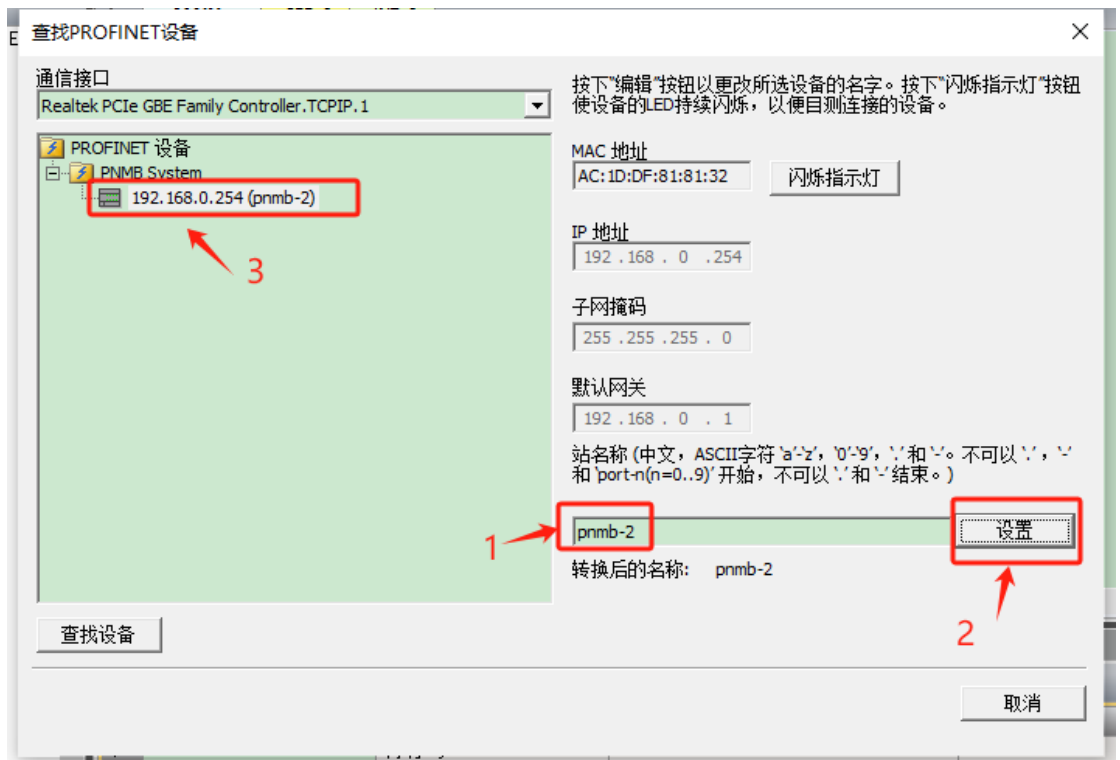 查找PROFINET设备
通信接口
Realtek PCIe GBE Family Controller.TCPIP.1
PROFINET 设备
PNMB System
192.168.0.254 (pnmb-2)
3
按下"编辑"按钮以更改所选设备的名字。按下"闪烁指示灯"按钮
使设备的LED持续闪烁，以便目测连接的设备。
MAC 地址
AC:1D:DF:81:81:32
闪烁指示灯
IP 地址
192 .168 . 0 .254
子网掩码
255 .255 .255 . 0
默认网关
192 .168 . 0 . 1
站名称 (中文，ASCII字符 'a'-'z'，'0'-'9'，'.' 和 '-'。不可以 '.'，'-'
和 'port-n(n=0..9)' 开始，不可以 '.' 和 '-' 结束。)
1
pnmb-2
设置
转换后的名称: pnmb-2
2
查找设备
取消